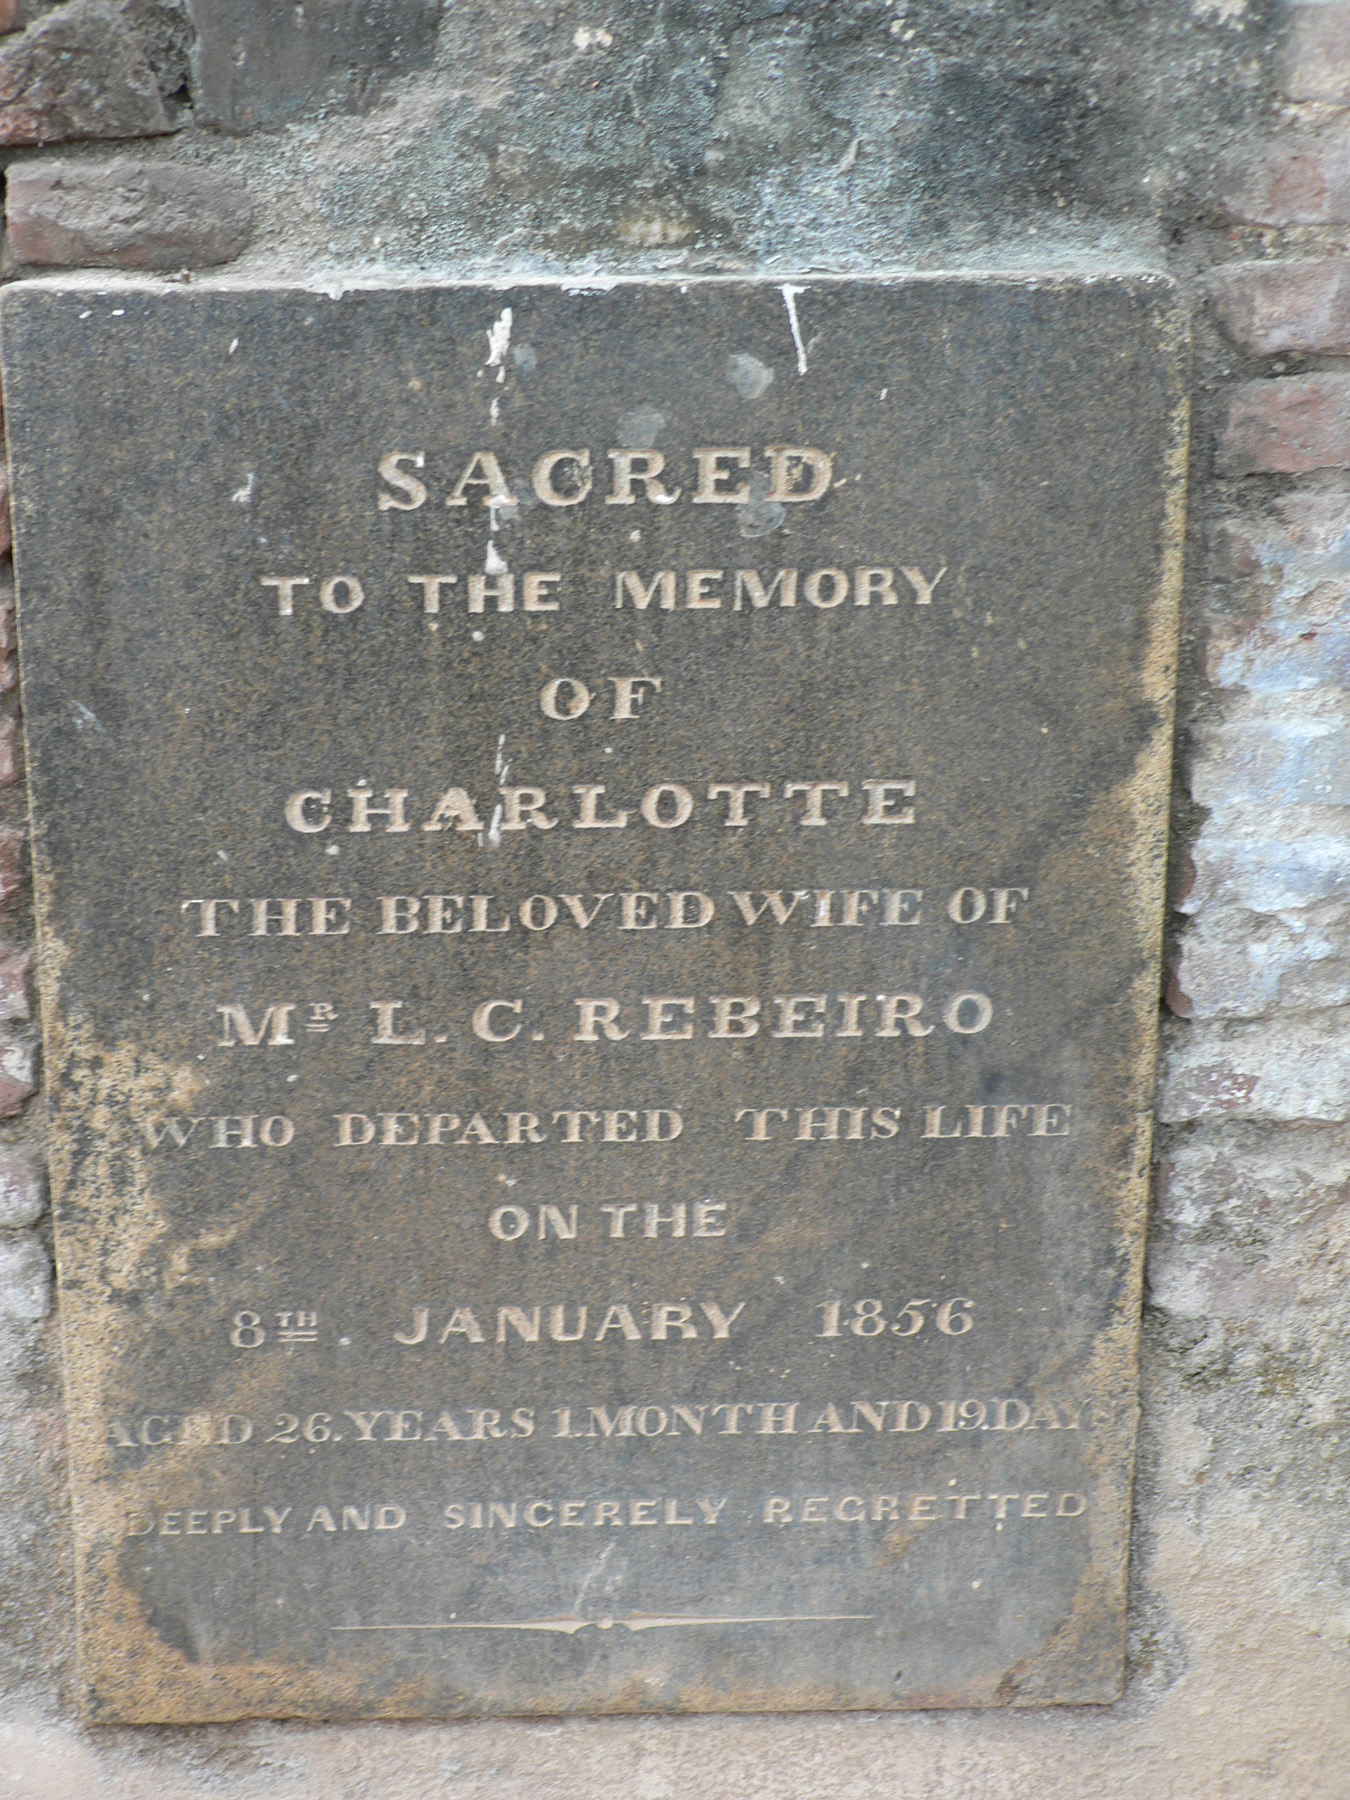 SACRED
TO THE MEMORY
OF
CHARLOTTE
THE BELOVED WIFE OF
MR L. C. REBEIRO
WHO DEPARTED THIS LIFE
ON THE
8TH. JANUARY 1856
AGED 26.YEARS 1.MONTH AND 19.DAYS
DEEPLY AND SINCERELY REGRETTED